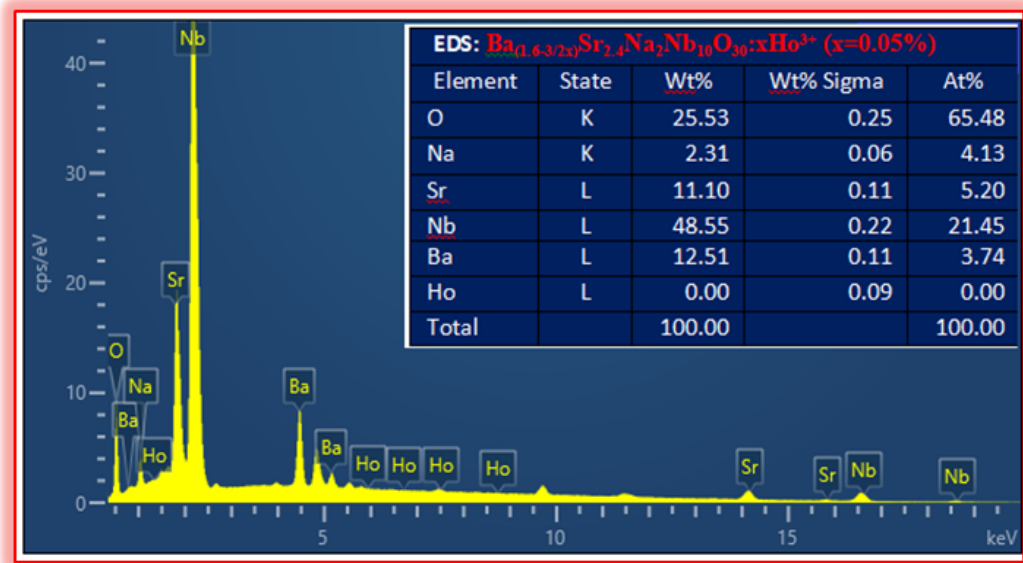 EDS: Ba(1.6-3/2x)Sr2.4Na2Nb10O30:xHo³⁺ (x=0.05%)
Element State Wt% Wt% Sigma At%
O K 25.53 0.25 65.48
Na K 2.31 0.06 4.13
Sr L 11.10 0.11 5.20
Nb L 48.55 0.22 21.45
Ba L 12.51 0.11 3.74
Ho L 0.00 0.09 0.00
Total 100.00 100.00
cps/eV
40
30
20
10
0
Nb
Sr
O
Na
Ba
Ho
Ba
Ba
Ho
Ho
Ho
Ho
Sr
Sr
Nb
Nb
5 10 15 keV